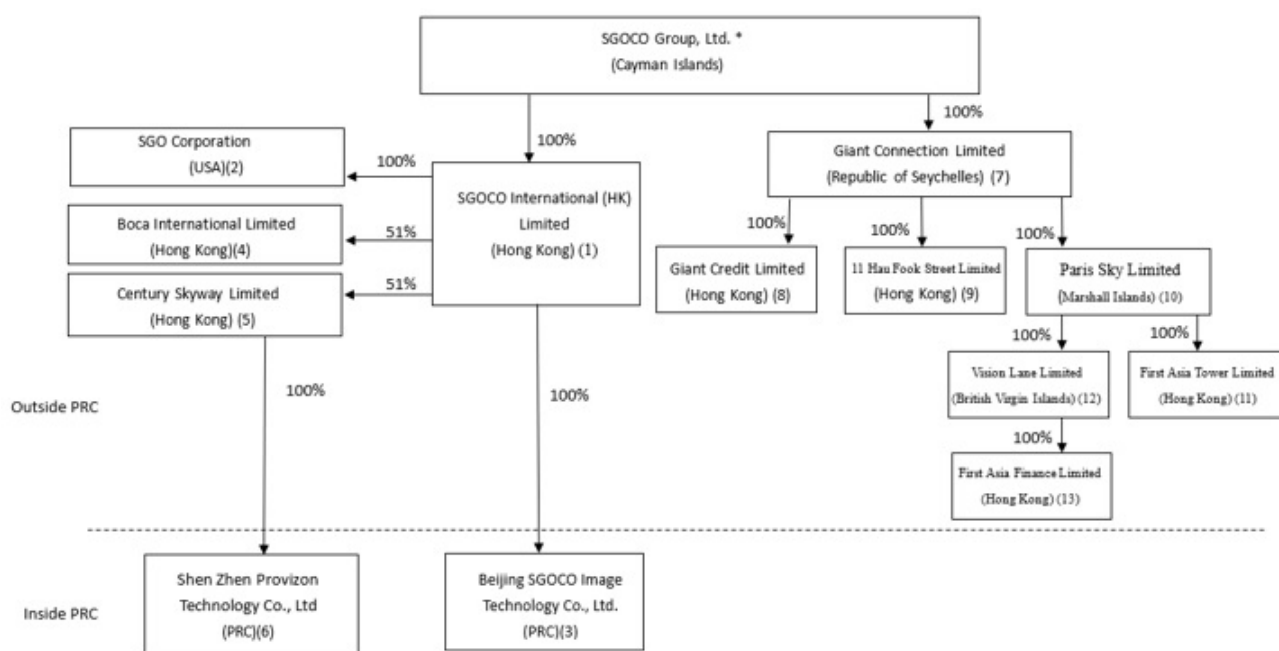 SGOCO Group, Ltd. *
(Cayman Islands)
100%
100%
SGO Corporation
(USA)(2)
100%
Giant Connection Limited
(Republic of Seychelles) (7)
SGOCO International (HK)
Limited
(Hong Kong) (1)
Boca International Limited
(Hong Kong)(4)
51%
100%
100%
100%
Century Skyway Limited
(Hong Kong) (5)
51%
Giant Credit Limited
(Hong Kong) (8)
11 Hau Fook Street Limited
(Hong Kong) (9)
Paris Sky Limited
(Marshall Islands) (10)
100%
100%
100%
100%
Vision Lane Limited
(British Virgin Islands) (12)
First Asia Tower Limited
(Hong Kong) (11)
Outside PRC
100%
First Asia Finance Limited
(Hong Kong) (13)
Inside PRC
Shen Zhen Provizon
Technology Co., Ltd
(PRC)(6)
Beijing SGOCO Image
Technology Co., Ltd.
(PRC)(3)